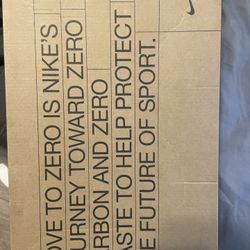 OVE TO ZERO IS NIKE'S
URNEY TOWARD ZERO
RBON AND ZERO
ASTE TO HELP PROTECT
E FUTURE OF SPORT.